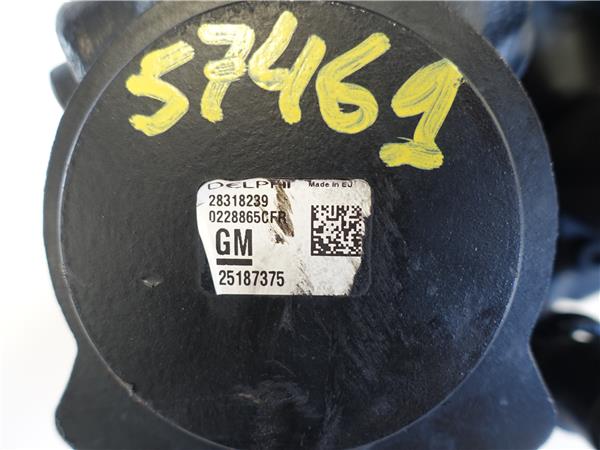 57469
DELPHI Made in EU
28318239
0228865CFR
GM
25187375